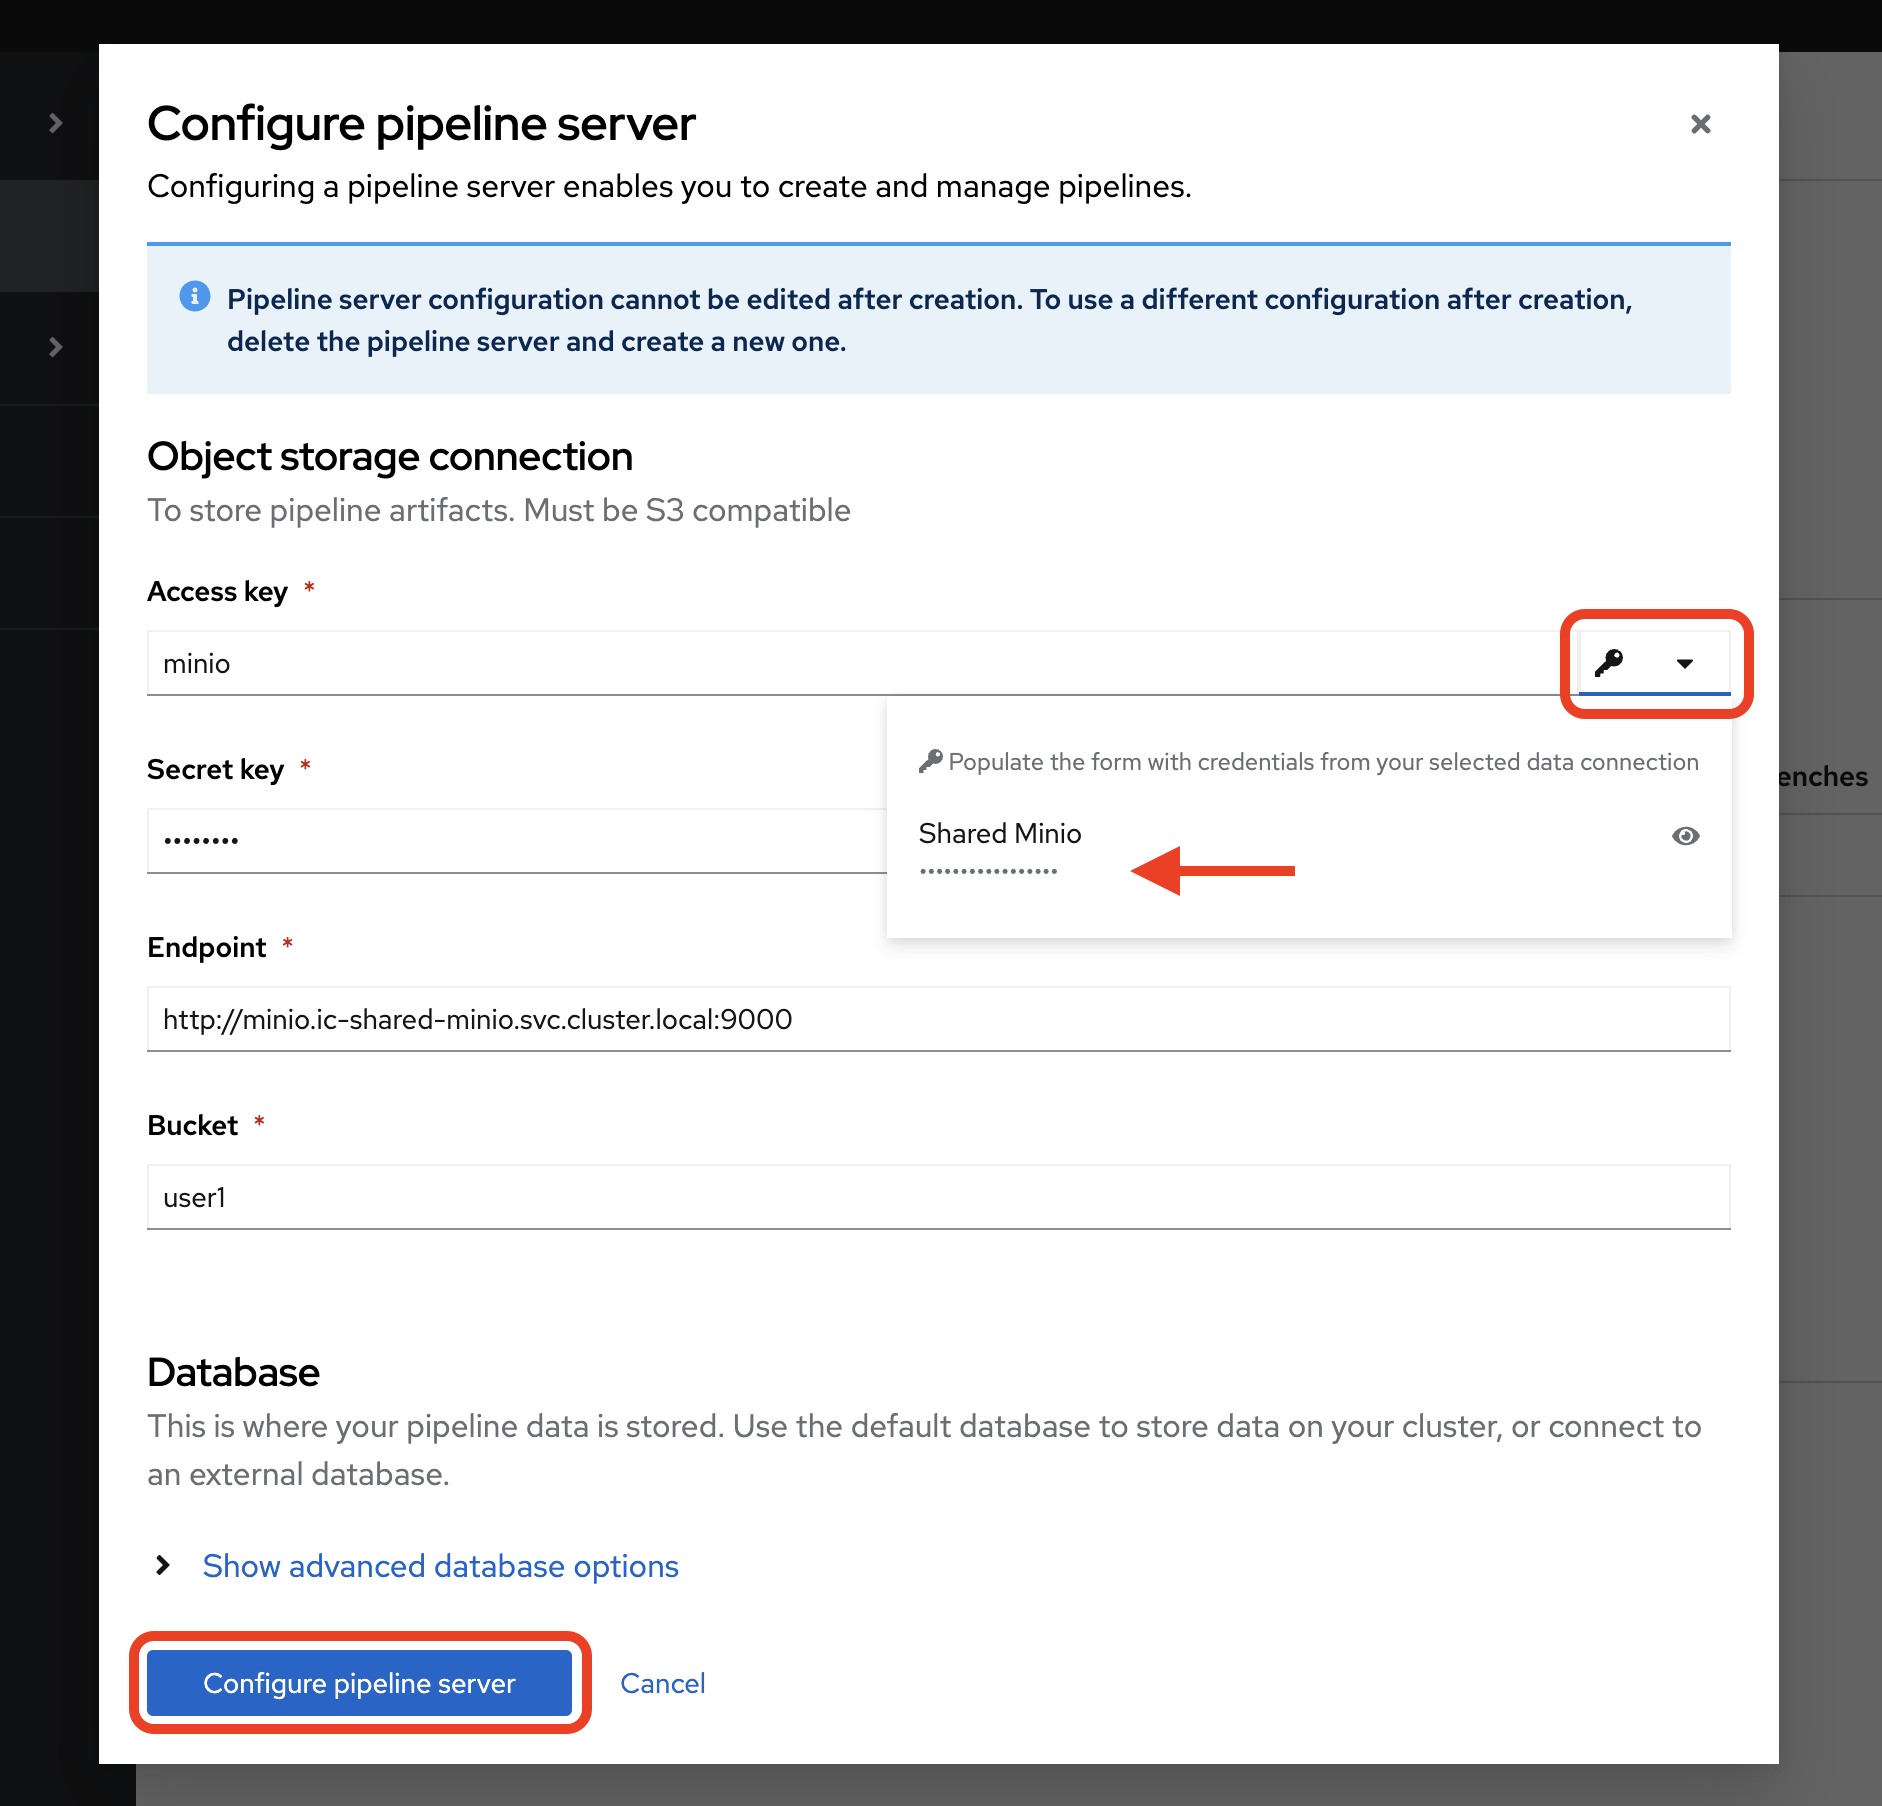 Configure pipeline server
Configuring a pipeline server enables you to create and manage pipelines.
Pipeline server configuration cannot be edited after creation. To use a different configuration after creation,
delete the pipeline server and create a new one.
Object storage connection
To store pipeline artifacts. Must be S3 compatible
Access key *
minio
Populate the form with credentials from your selected data connection
Secret key *
••••••••
Shared Minio
•••••••••••••••••
enches
Endpoint *
http://minio.ic-shared-minio.svc.cluster.local:9000
Bucket *
user1
Database
This is where your pipeline data is stored. Use the default database to store data on your cluster, or connect to
an external database.
Show advanced database options
Configure pipeline server
Cancel